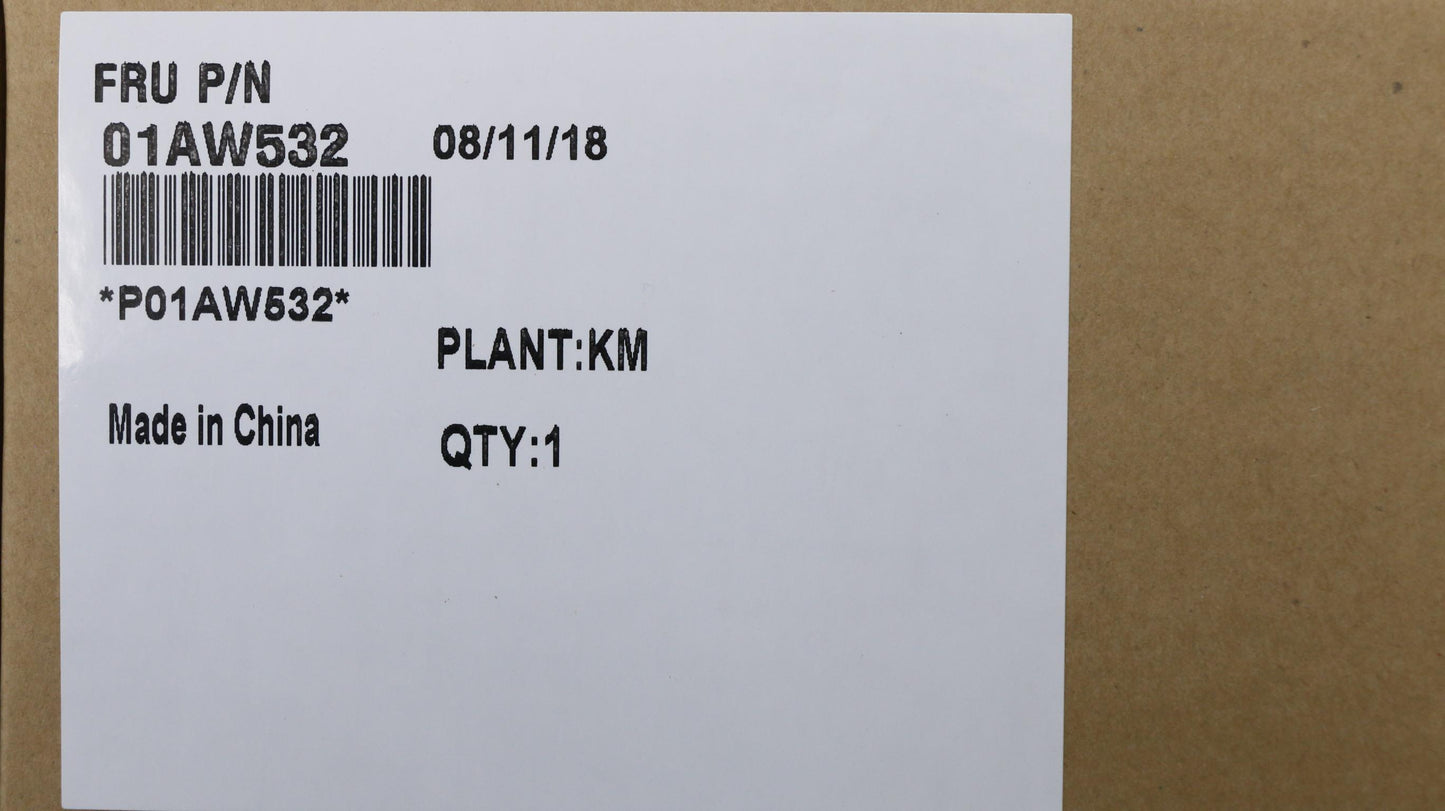 FRU P/N
01AW532 08/11/18
*P01AW532*
PLANT:KM
Made in China
QTY:1